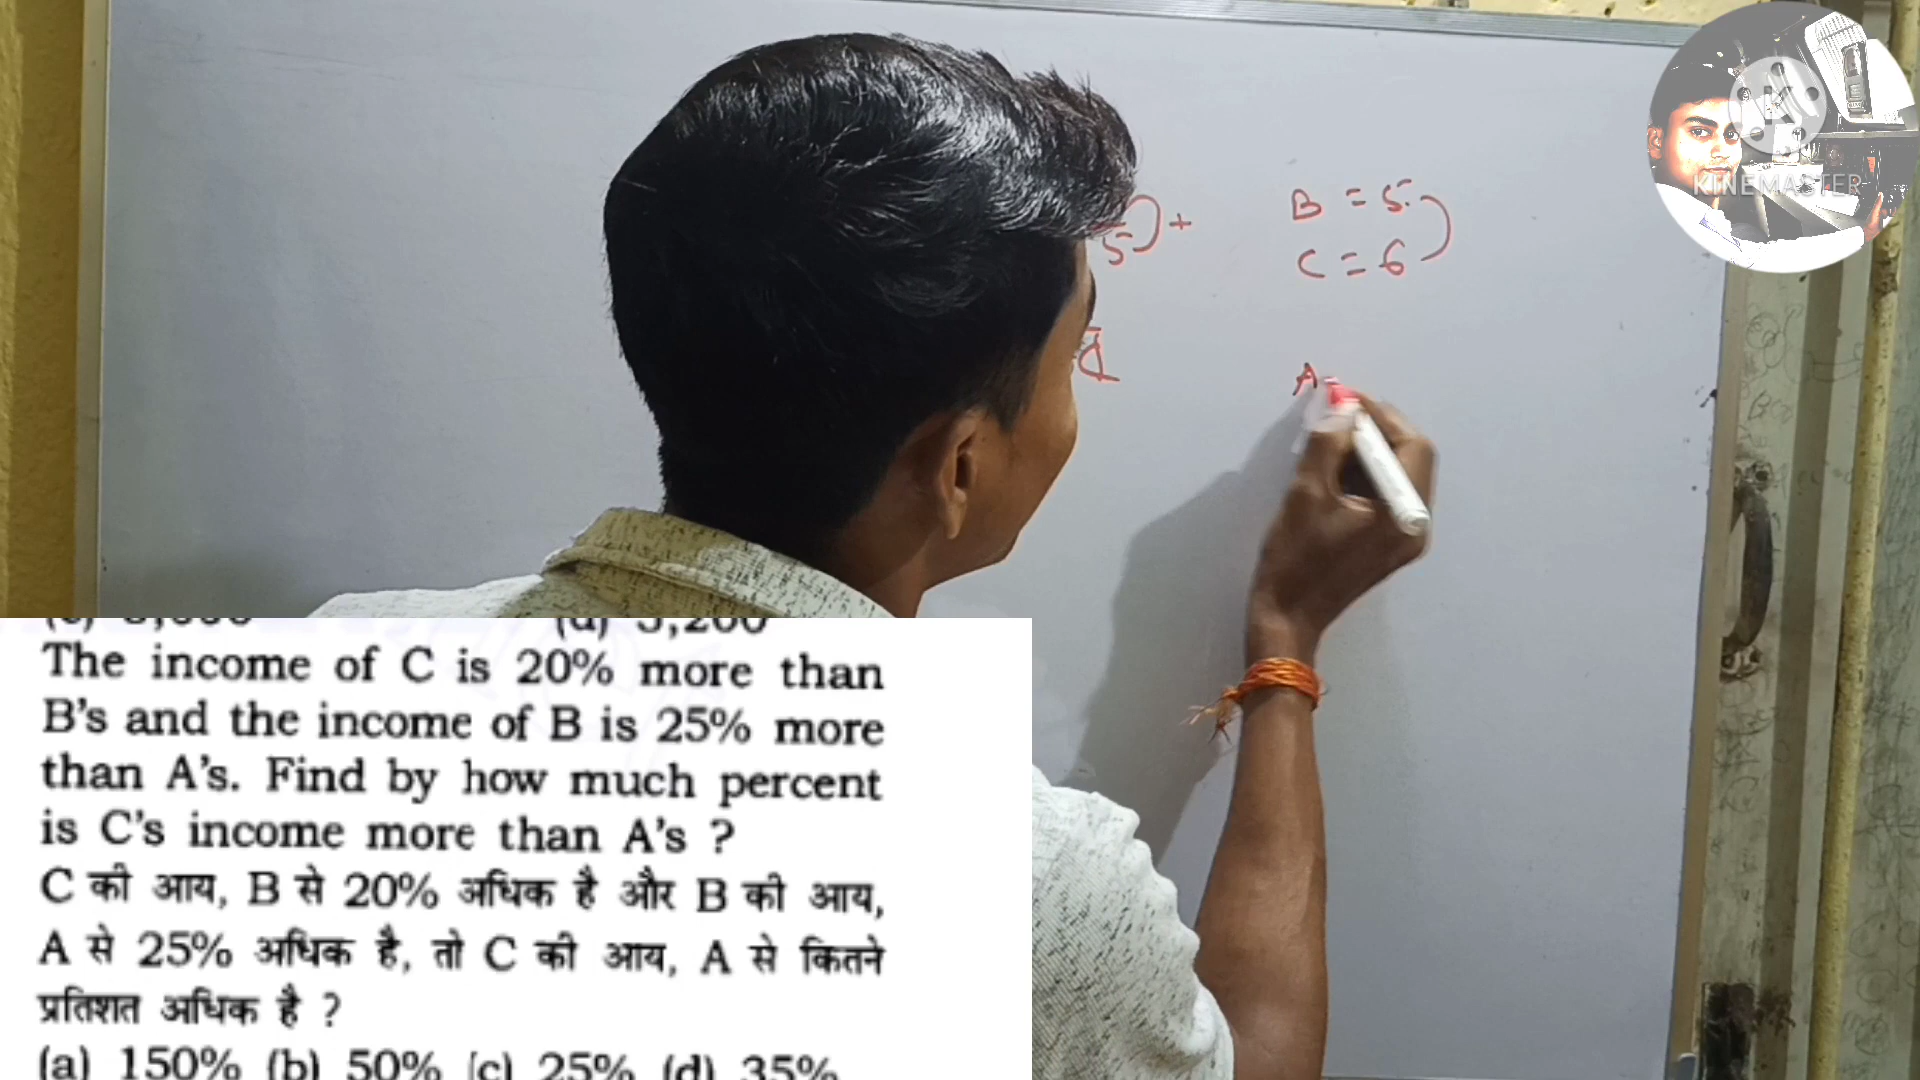 B = 5
C = 6
5 ) +
A
KINEMASTER
The income of C is 20% more than
B's and the income of B is 25% more
than A's. Find by how much percent
is C's income more than A's ?
C की आय, B से 20% अधिक है और B की आय,
A से 25% अधिक है, तो C की आय, A से कितने
प्रतिशत अधिक है ?
(a) 150% (b) 50% (c) 25% (d) 35%